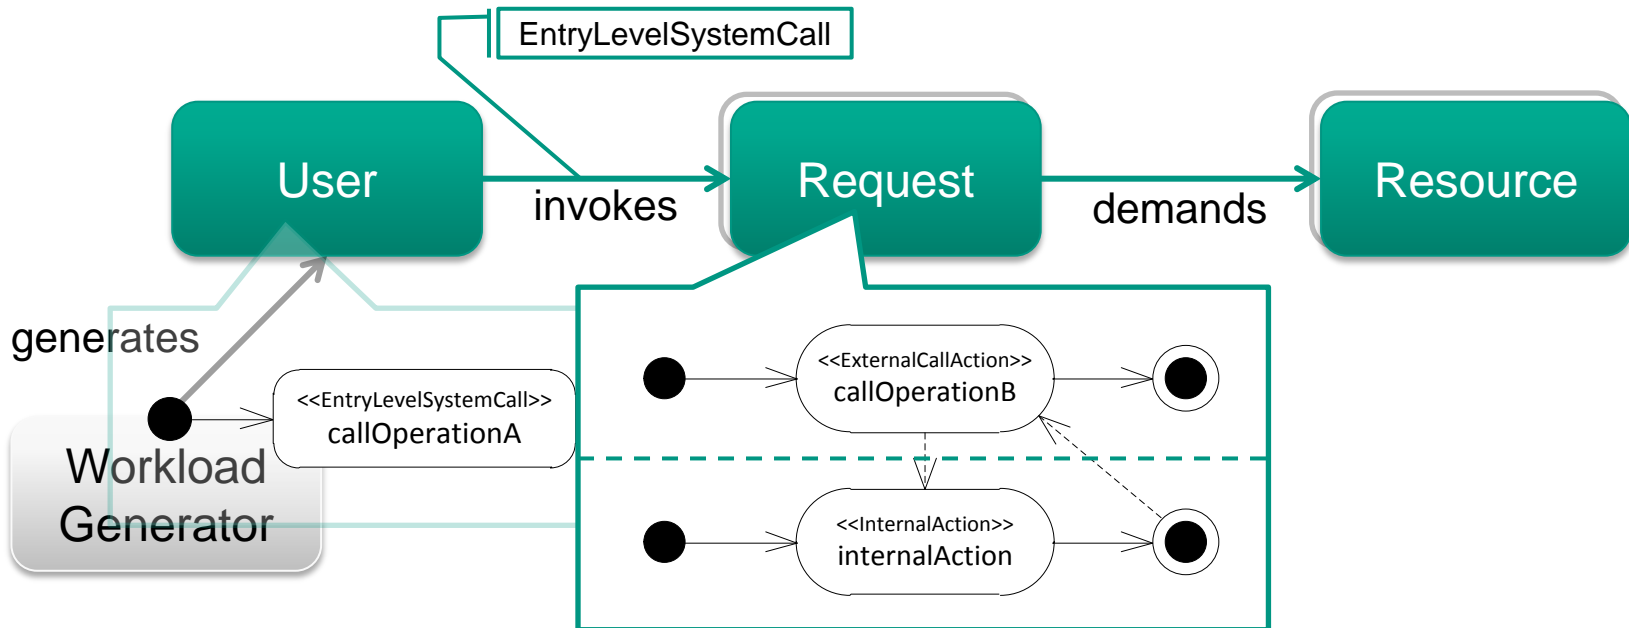 EntryLevelSystemCall
User
invokes
Request
demands
Resource
generates
<<EntryLevelSystemCall>>
callOperationA
Workload
Generator
<<ExternalCallAction>>
callOperationB
<<InternalAction>>
internalAction